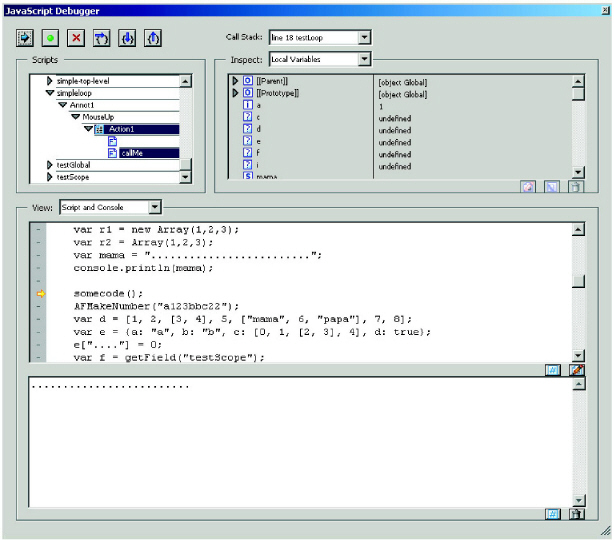 JavaScript Debugger
Call Stack: line 18 testLoop
Scripts
Inspect: Local Variables
simple-top-level
simpleloop
Annot1
MouseUp
Action1
callMe
testGlobal
testScope
[[Parent]] [object Global]
[[Prototype]] [object Global]
a 1
c undefined
d undefined
e undefined
f undefined
i undefined
mama
View: Script and Console
var r1 = new Array(1,2,3);
var r2 = Array(1,2,3);
var mama = ".........................";
console.println(mama);
somecode();
AFMakeNumber("a123bbc22");
var d = [1, 2, [3, 4], 5, ["mama", 6, "papa"], 7, 8];
var e = {a: "a", b: "b", c: [0, 1, [2, 3], 4], d: true};
e["...."] = 0;
var f = getField("testScope");
.........................